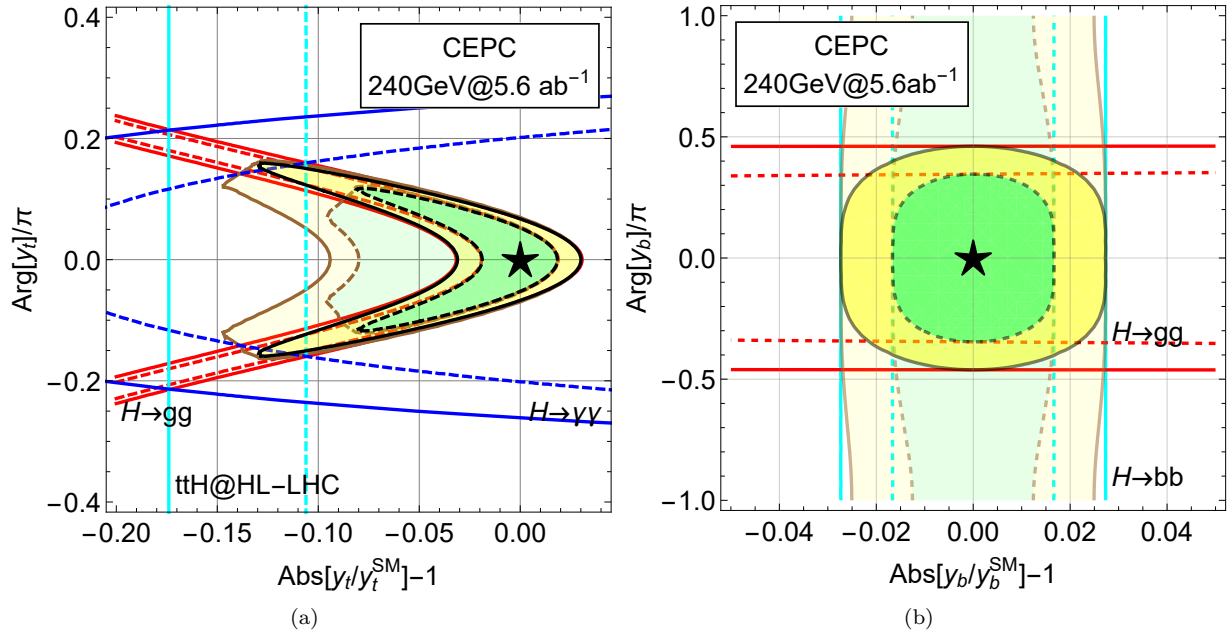 CEPC
240GeV@5.6 ab⁻¹
0.4
0.2
0.0
−0.2
−0.4
Arg[y_t]/π
H→gg
H→γγ
ttH@HL−LHC
−0.20
−0.15
−0.10
−0.05
0.00
Abs[y_t/y_t^SM]−1
(a)
CEPC
240GeV@5.6ab⁻¹
1.0
0.5
0.0
−0.5
−1.0
Arg[y_b]/π
H→gg
H→bb
−0.04
−0.02
0.00
0.02
0.04
Abs[y_b/y_b^SM]−1
(b)